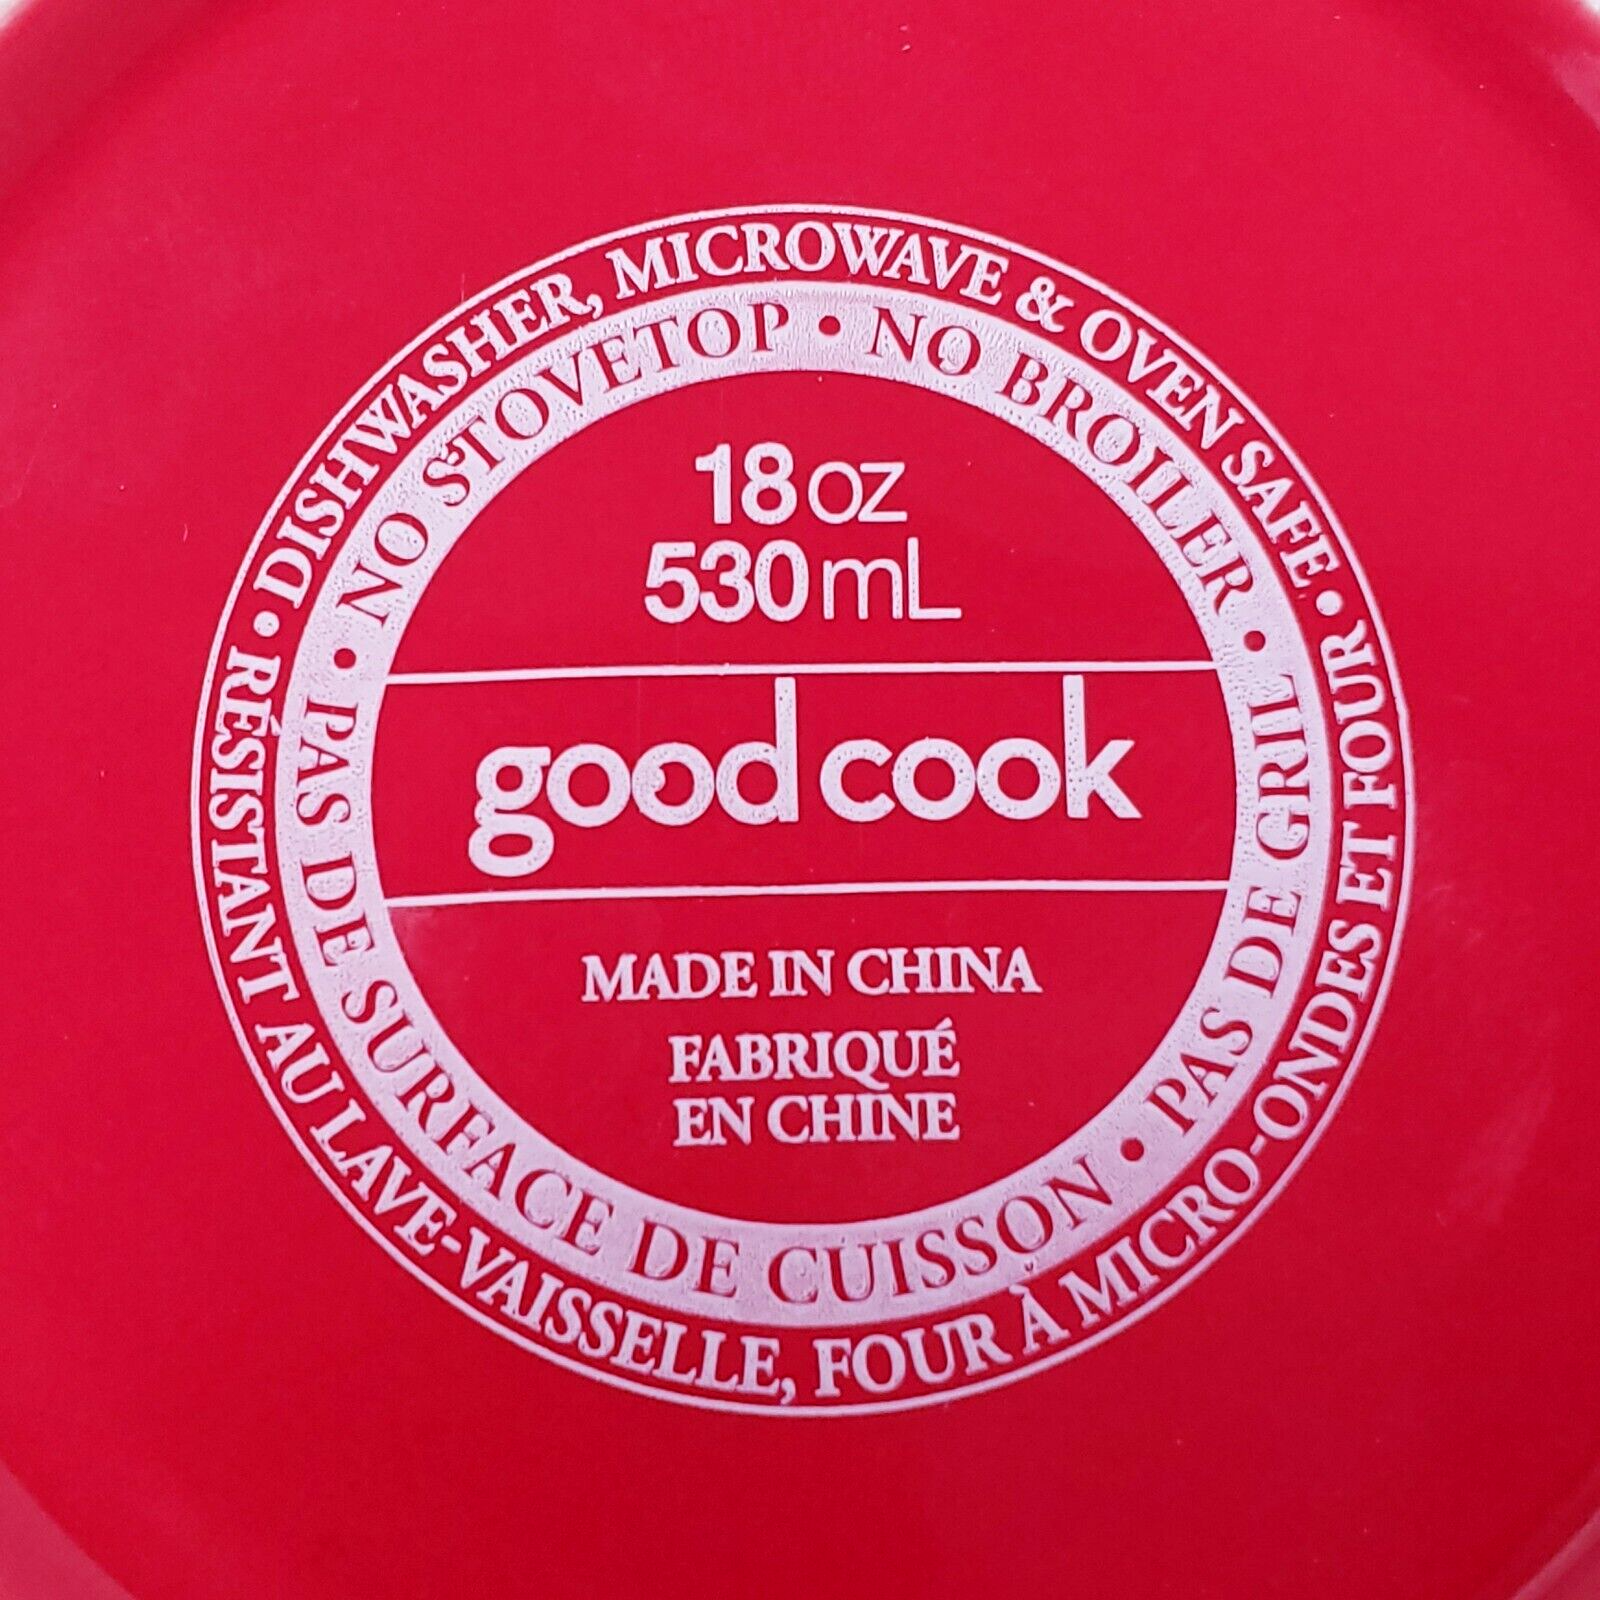 • DISHWASHER, MICROWAVE & OVEN SAFE •
RÉSISTANT AU LAVE-VAISSELLE, FOUR À MICRO-ONDES ET FOUR
• NO STOVETOP • NO BROILER •
PAS DE SURFACE DE CUISSON • PAS DE GRIL
18 OZ
530 mL
good cook
MADE IN CHINA
FABRIQUÉ
EN CHINE